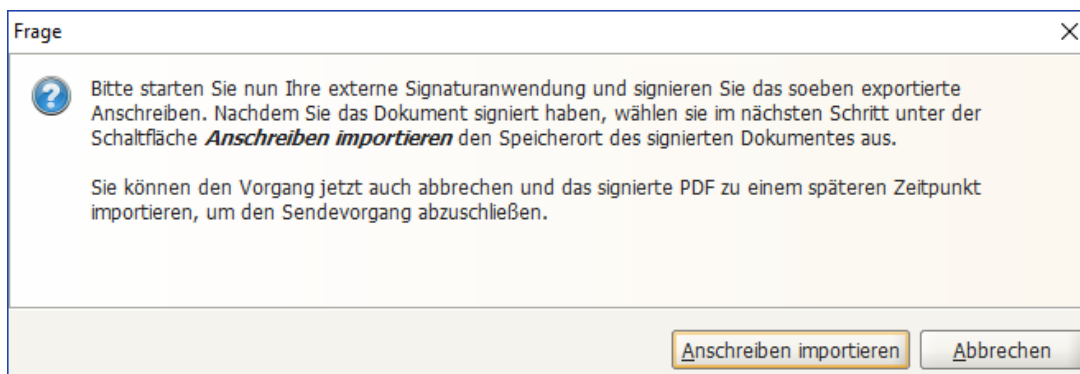 Frage
Bitte starten Sie nun Ihre externe Signaturanwendung und signieren Sie das soeben exportierte
Anschreiben. Nachdem Sie das Dokument signiert haben, wählen sie im nächsten Schritt unter der
Schaltfläche Anschreiben importieren den Speicherort des signierten Dokumentes aus.
Sie können den Vorgang jetzt auch abbrechen und das signierte PDF zu einem späteren Zeitpunkt
importieren, um den Sendevorgang abzuschließen.
Anschreiben importieren
Abbrechen